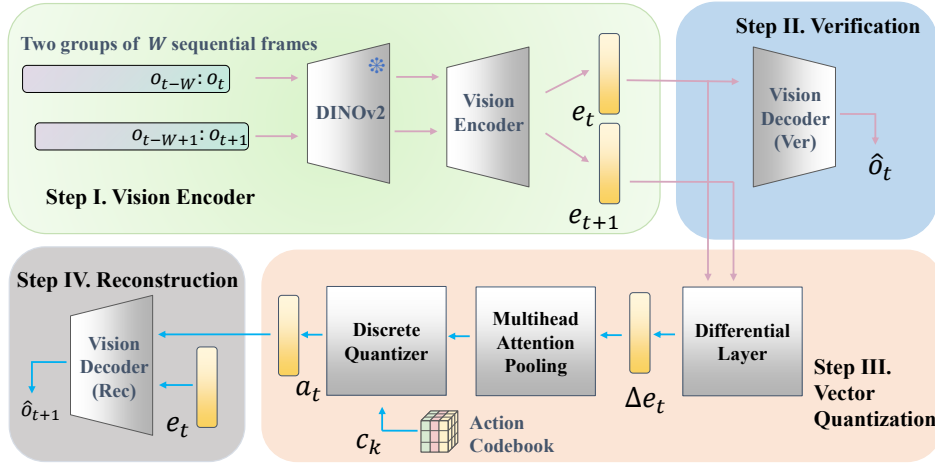 Two groups of W sequential frames
o_{t-W}: o_t
o_{t-W+1}: o_{t+1}
DINOv2
Vision
Encoder
e_t
e_{t+1}
Step I. Vision Encoder
Step II. Verification
Vision
Decoder
(Ver)
ô_t
Step IV. Reconstruction
Vision
Decoder
(Rec)
ô_{t+1}
e_t
a_t
Discrete
Quantizer
Multihead
Attention
Pooling
Δe_t
Differential
Layer
Step III.
Vector
Quantization
c_k
Action
Codebook